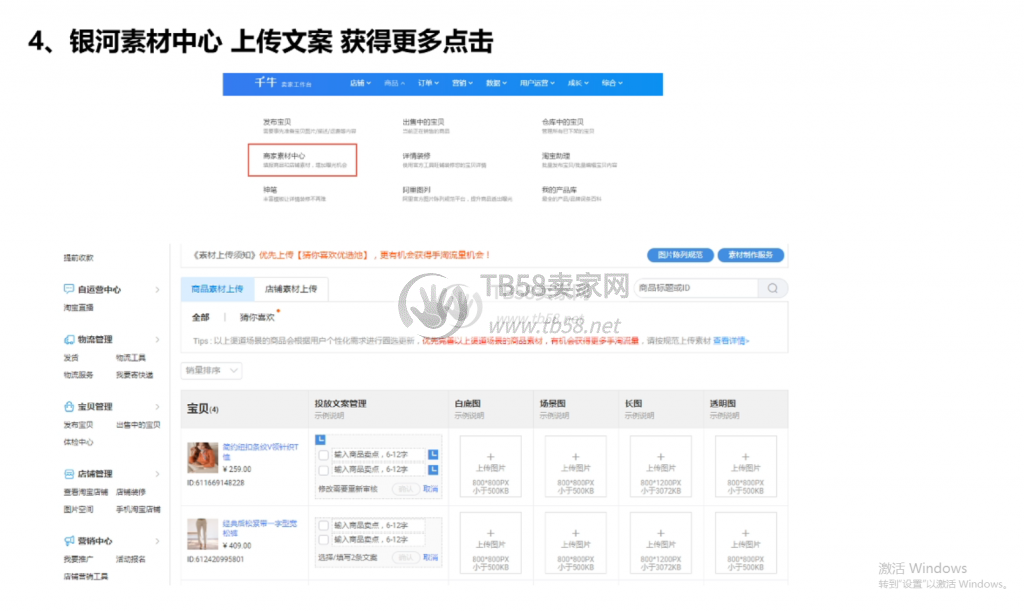 4、银河素材中心 上传文案 获得更多点击
千牛 卖家工作台 店铺 商品 订单 营销 数据 用户运营 成长 综合
发布宝贝 出售中的宝贝 仓库中的宝贝
商家素材中心 详情装修 淘宝助理
神笔 阿里图列 我的产品库
提前收款
《素材上传须知》优先上传【猜你喜欢优选池】，更有机会获得手淘流量机会！ 图片陈列规范 素材制作服务
自运营中心
商品素材上传 店铺素材上传 商品标题或ID
淘宝直播
全部 猜你喜欢
TB58卖家网
www.tb58.net
www.tb58.net
物流管理
Tips：以上渠道场景的商品会根据用户个性化需求进行圈选更新，优先完善以上渠道场景的商品素材，有机会获得更多手淘流量，请按规范上传素材 查看详情»
发货 物流工具
物流服务 我要寄快递
销量排序
宝贝管理
宝贝(4) 投放文案管理 白底图 场景图 长图 透明图
示例说明 示例说明 示例说明 示例说明 示例说明
发布宝贝 出售中的宝贝
体检中心
简约纽扣条纹V领针织T恤
¥ 259.00
ID:611669148228
输入商品卖点，6-12字
输入商品卖点，6-12字
修改需要重新审核 确认 取消
上传图片 上传图片 上传图片 上传图片
800*800PX 800*800PX 800*1200PX 800*800PX
小于500KB 小于500KB 小于3072KB 小于500KB
店铺管理
查看淘宝店铺 店铺装修
图片空间 手机淘宝店铺
¥ 409.00
ID:612420995801
输入商品卖点，6-12字
输入商品卖点，6-12字
选择/填写2条文案 确认 取消
上传图片 上传图片 上传图片 上传图片
800*800PX 800*800PX 800*1200PX 800*800PX
小于500KB 小于500KB 小于3072KB 小于500KB
营销中心
我要推广 活动报名
店铺营销工具
激活 Windows
转到“设置”以激活 Windows。